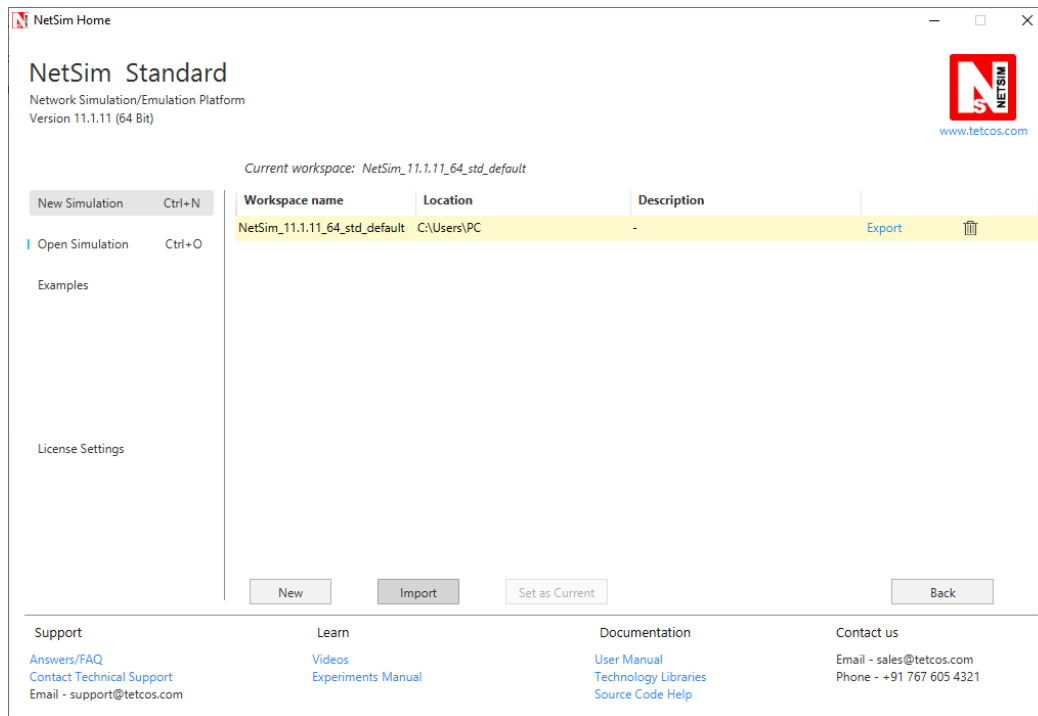 NetSim Home
NetSim Standard
Network Simulation/Emulation Platform
Version 11.1.11 (64 Bit)
NS NETSIM
www.tetcos.com
Current workspace: NetSim_11.1.11_64_std_default
New Simulation Ctrl+N
Workspace name Location Description
NetSim_11.1.11_64_std_default C:\Users\PC - Export
Open Simulation Ctrl+O
Examples
License Settings
New Import Set as Current Back
Support Learn Documentation Contact us
Answers/FAQ Videos User Manual Email - sales@tetcos.com
Contact Technical Support Experiments Manual Technology Libraries Phone - +91 767 605 4321
Email - support@tetcos.com Source Code Help